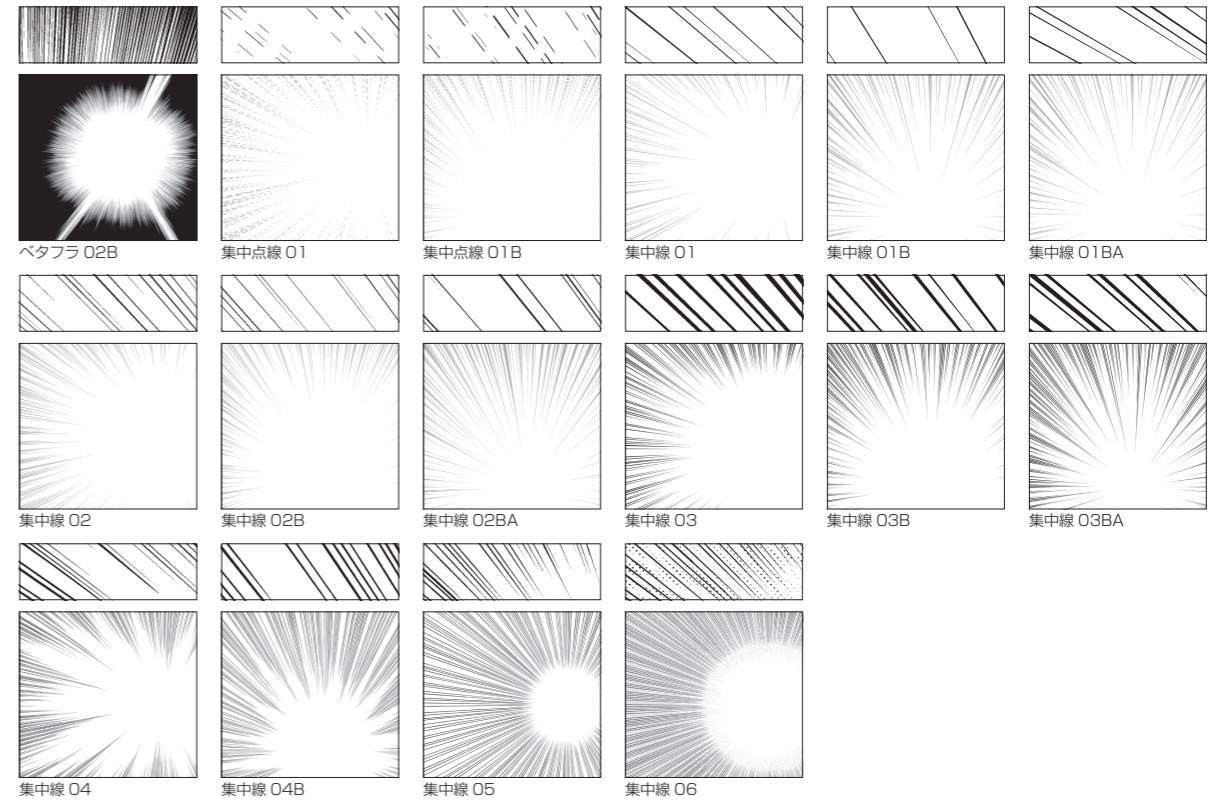 ベタフラ 02B
集中点線 01
集中点線 01B
集中線 01
集中線 01B
集中線 01BA
集中線 02
集中線 02B
集中線 02BA
集中線 03
集中線 03B
集中線 03BA
集中線 04
集中線 04B
集中線 05
集中線 06